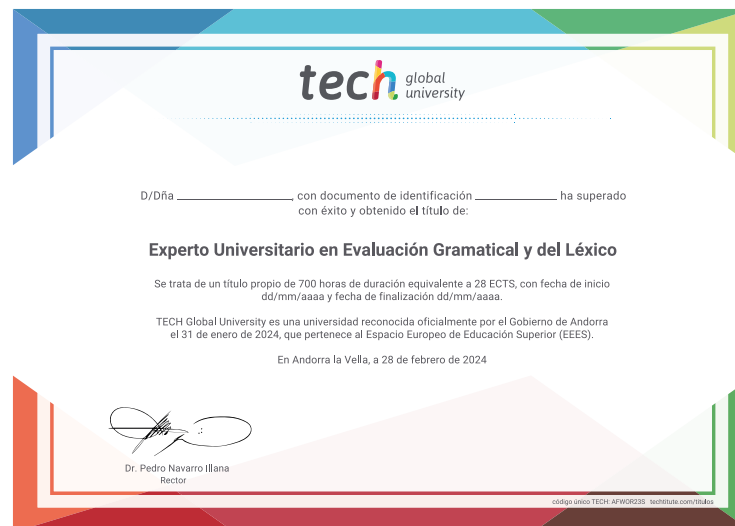 tech global university
D/Dña ______________, con documento de identificación __________ ha superado
con éxito y obtenido el título de:
Experto Universitario en Evaluación Gramatical y del Léxico
Se trata de un título propio de 700 horas de duración equivalente a 28 ECTS, con fecha de inicio
dd/mm/aaaa y fecha de finalización dd/mm/aaaa.
TECH Global University es una universidad reconocida oficialmente por el Gobierno de Andorra
el 31 de enero de 2024, que pertenece al Espacio Europeo de Educación Superior (EEES).
En Andorra la Vella, a 28 de febrero de 2024
Dr. Pedro Navarro Illana
Rector
código único TECH: AFWOR23S techtitute.com/titulos